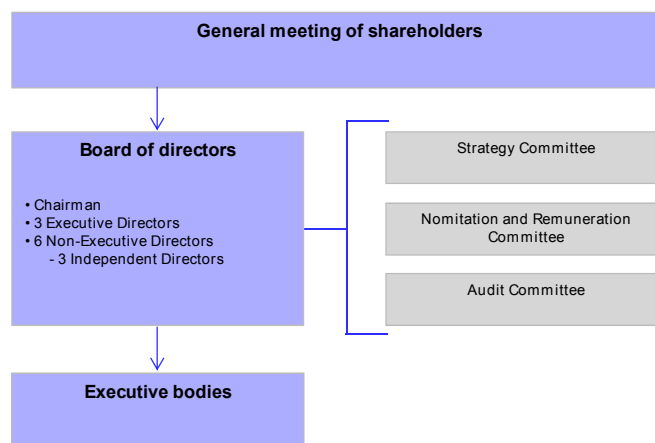 General meeting of shareholders
Board of directors
• Chairman
• 3 Executive Directors
• 6 Non-Executive Directors
- 3 Independent Directors
Strategy Committee
Nomitation and Remuneration
Committee
Audit Committee
Executive bodies